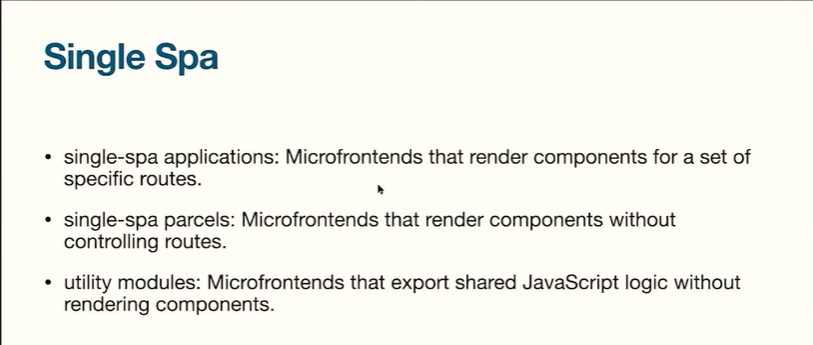 Single Spa
• single-spa applications: Microfrontends that render components for a set of
specific routes.
• single-spa parcels: Microfrontends that render components without
controlling routes.
• utility modules: Microfrontends that export shared JavaScript logic without
rendering components.